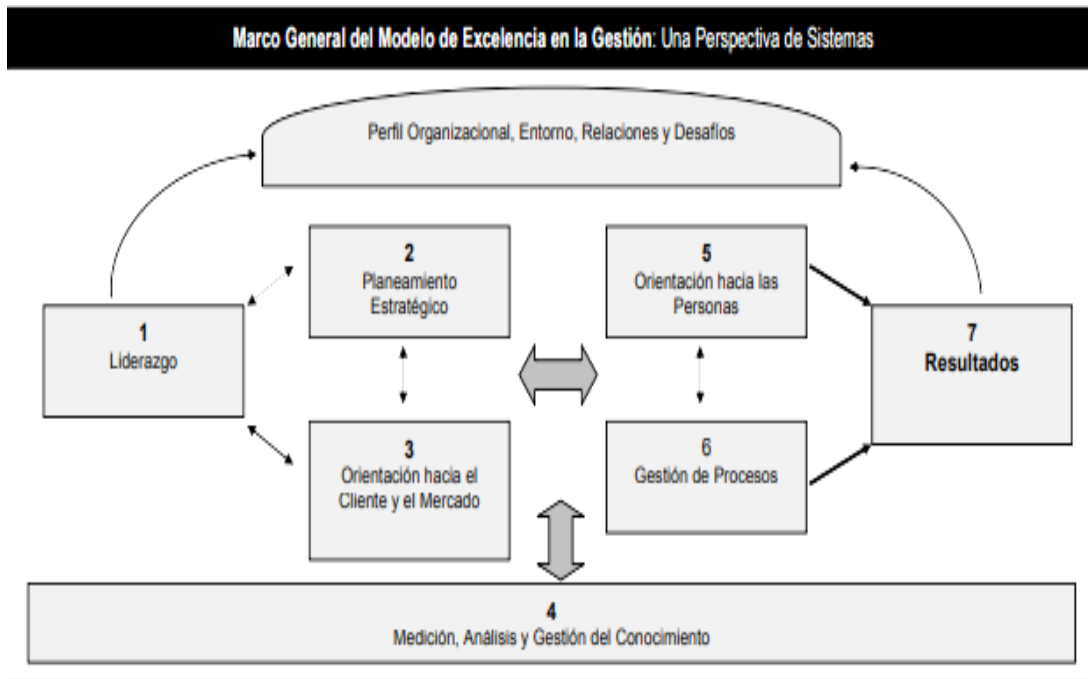 Marco General del Modelo de Excelencia en la Gestión: Una Perspectiva de Sistemas
Perfil Organizacional, Entorno, Relaciones y Desafíos
1
Liderazgo
2
Planeamiento
Estratégico
3
Orientación hacia el
Cliente y el Mercado
5
Orientación hacia las
Personas
6
Gestión de Procesos
7
Resultados
4
Medición, Análisis y Gestión del Conocimiento